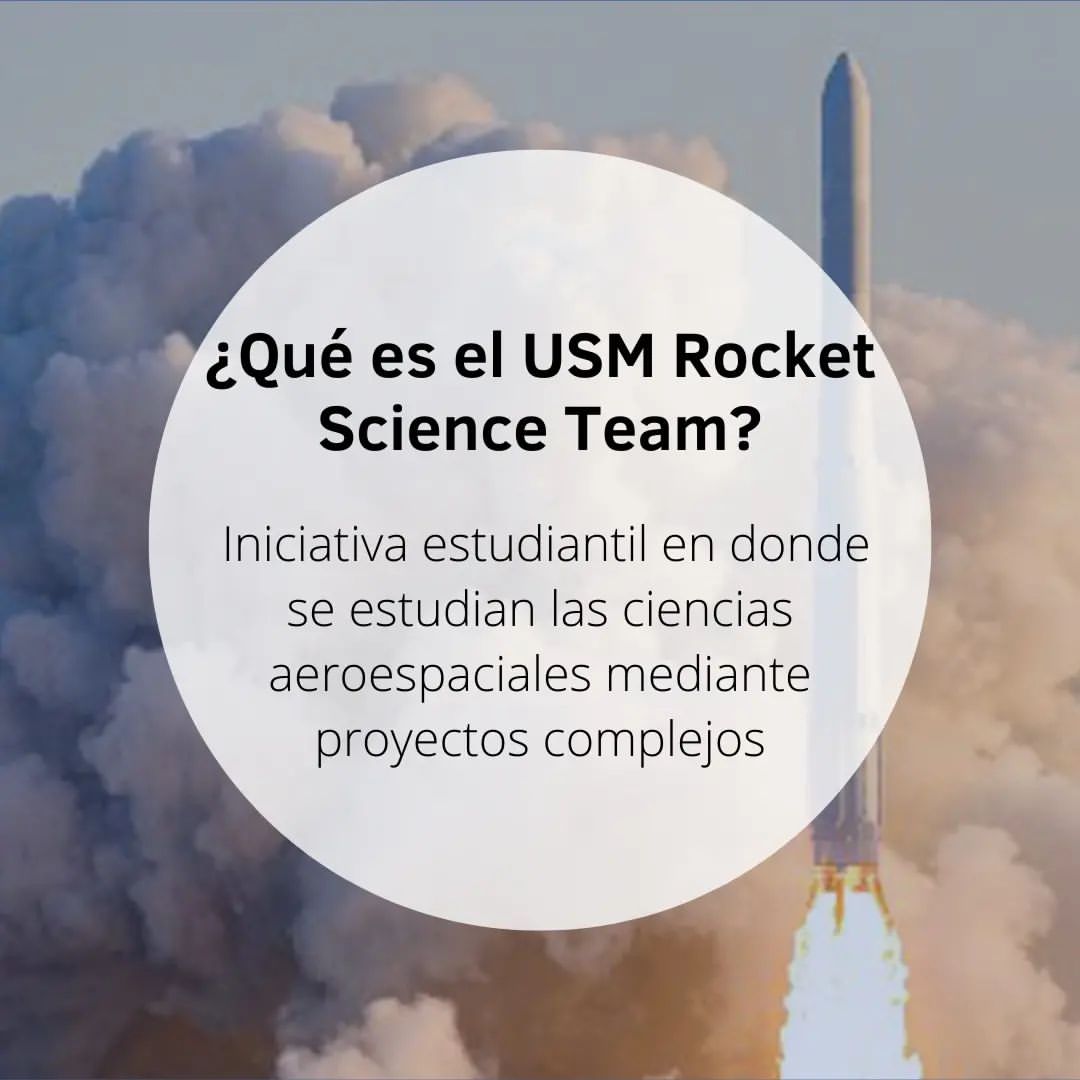 ¿Qué es el USM Rocket
Science Team?
Iniciativa estudiantil en donde
se estudian las ciencias
aeroespaciales mediante
proyectos complejos